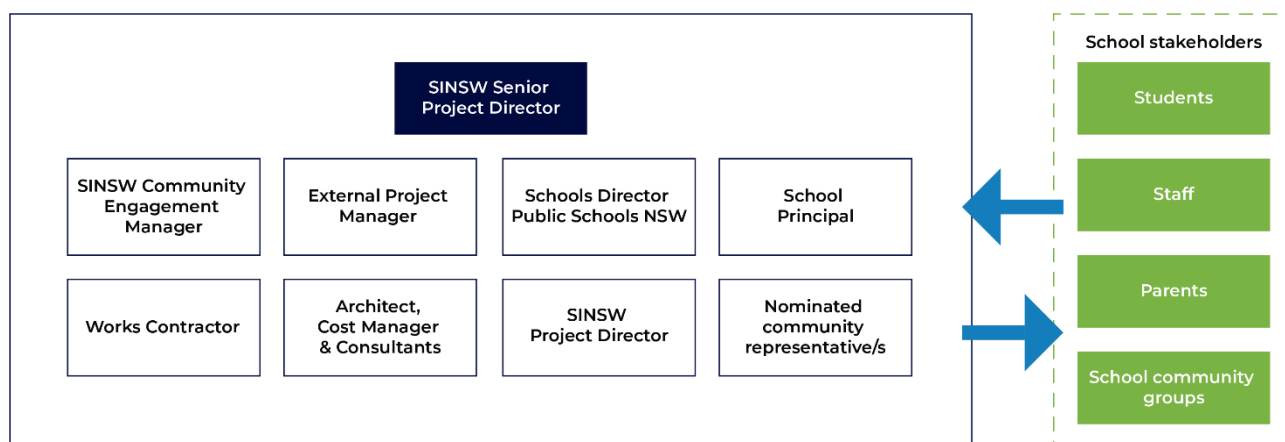 School stakeholders
SINSW Senior
Project Director
Students
SINSW Community
Engagement
Manager
External Project
Manager
Schools Director
Public Schools NSW
School
Principal
Staff
Works Contractor
Architect,
Cost Manager
& Consultants
SINSW
Project Director
Nominated
community
representative/s
Parents
School community
groups